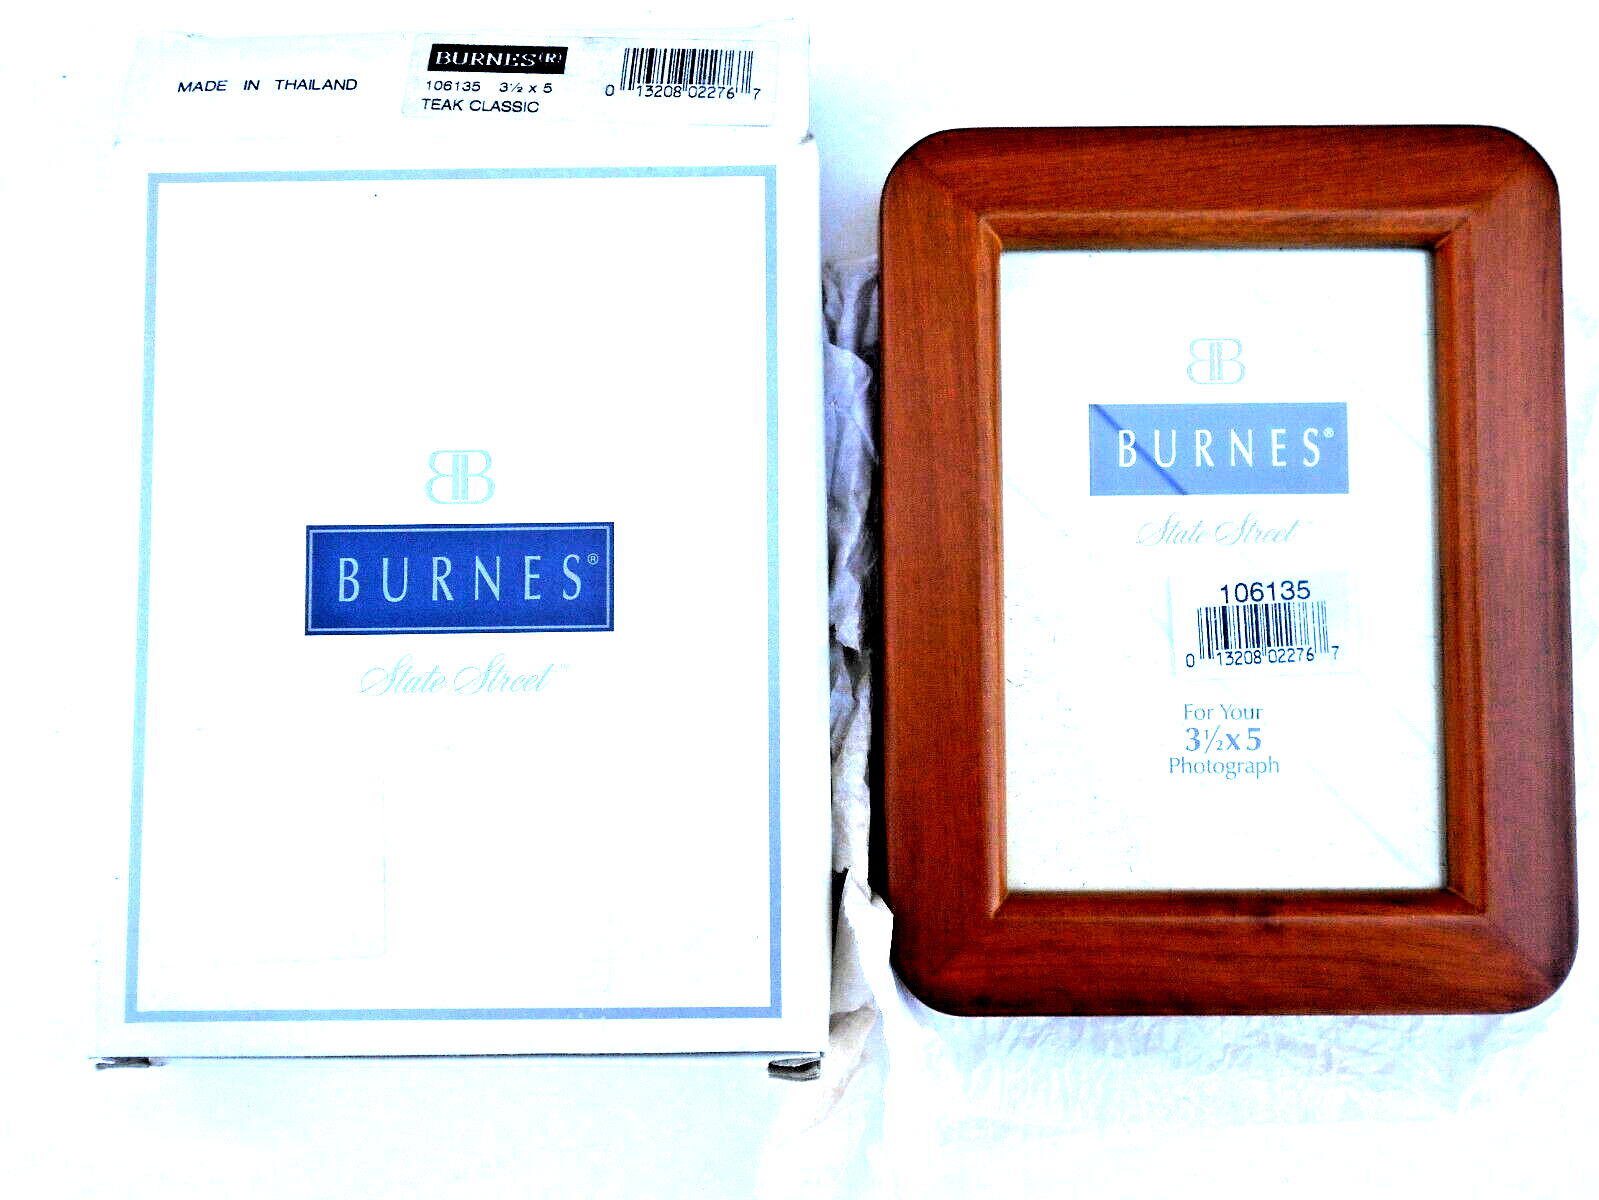 MADE IN THAILAND
BURNES(R)
106135 3½ x 5
TEAK CLASSIC
0 13208 02276 7
BB
BURNES®
State Street™
BB
BURNES®
State Street
106135
0 13208 02276 7
For Your
3½x5
Photograph